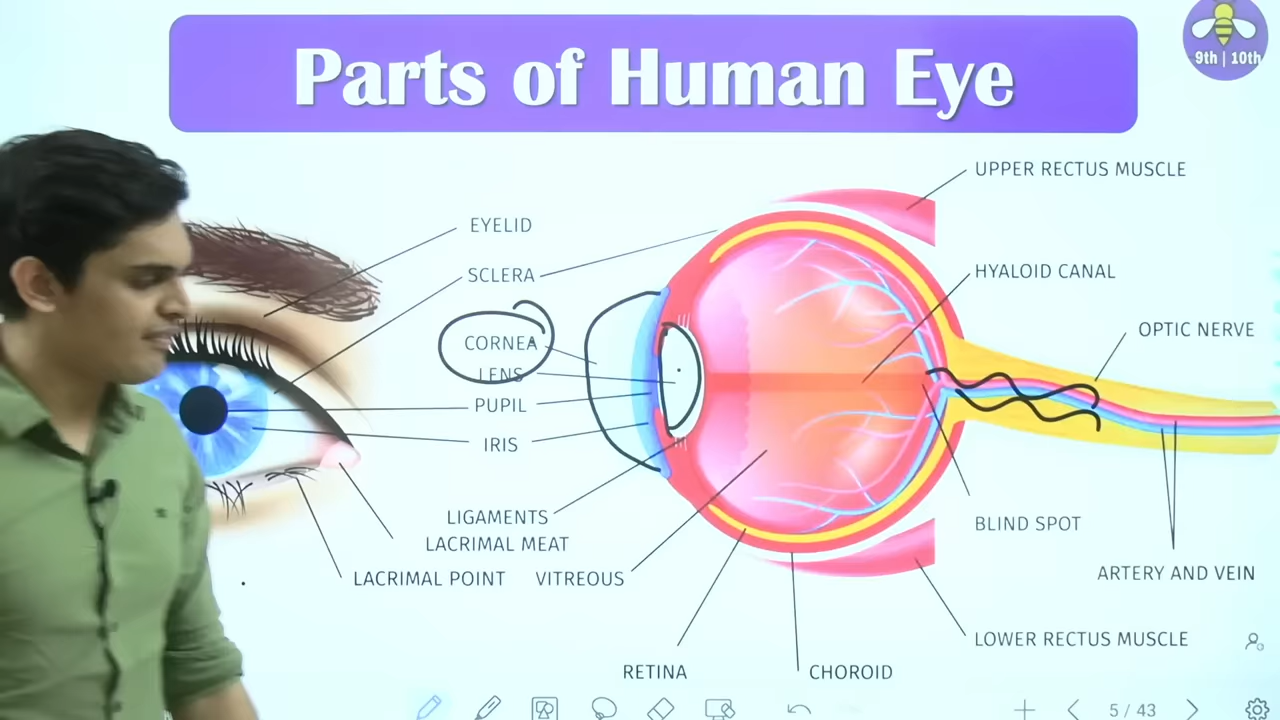 Parts of Human Eye
9th | 10th
UPPER RECTUS MUSCLE
EYELID
SCLERA
HYALOID CANAL
OPTIC NERVE
CORNEA
LENS
PUPIL
IRIS
LIGAMENTS
LACRIMAL MEAT
LACRIMAL POINT
VITREOUS
BLIND SPOT
ARTERY AND VEIN
LOWER RECTUS MUSCLE
RETINA
CHOROID
5 / 43